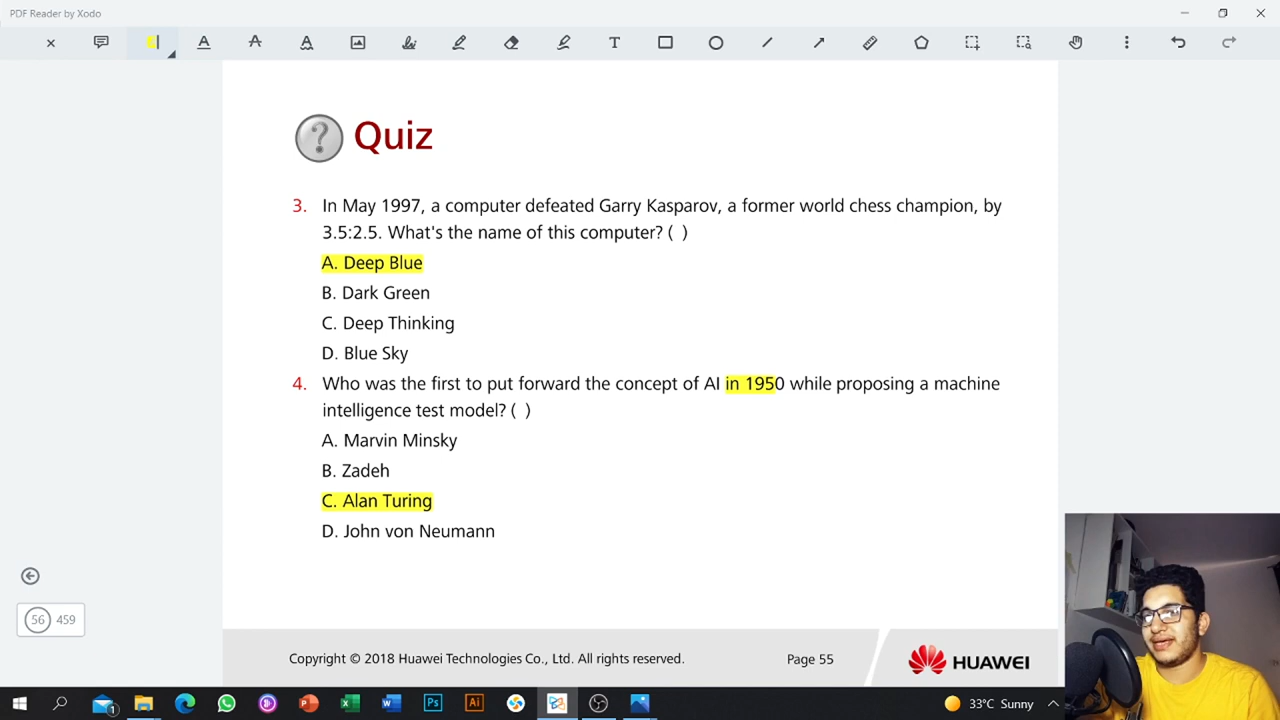 PDF Reader by Xodo
T
? Quiz
3. In May 1997, a computer defeated Garry Kasparov, a former world chess champion, by
3.5:2.5. What's the name of this computer? ( )
A. Deep Blue
B. Dark Green
C. Deep Thinking
D. Blue Sky
4. Who was the first to put forward the concept of AI in 1950 while proposing a machine
intelligence test model? ( )
A. Marvin Minsky
B. Zadeh
C. Alan Turing
D. John von Neumann
56 459
Copyright © 2018 Huawei Technologies Co., Ltd. All rights reserved. Page 55 HUAWEI
33°C Sunny